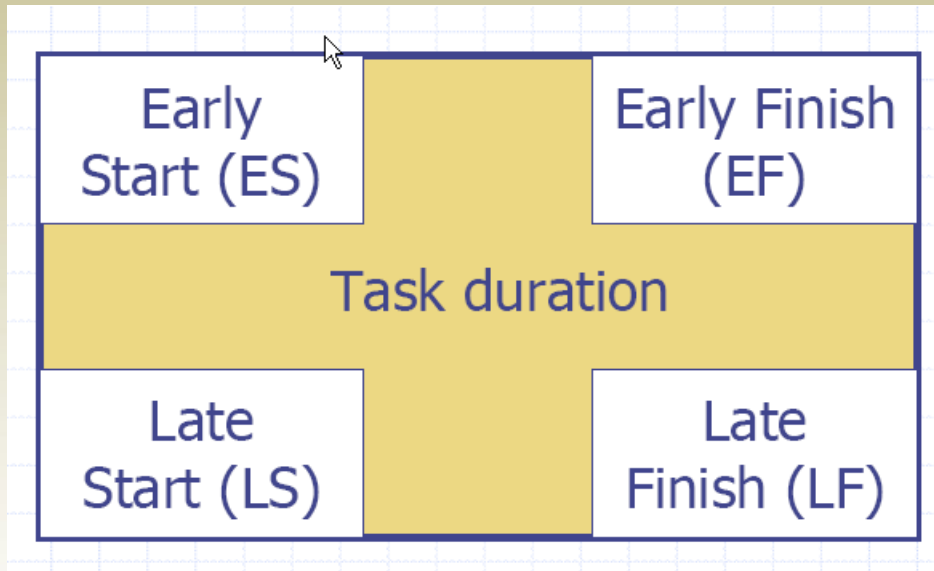 Early
Start (ES)
Early Finish
(EF)
Task duration
Late
Start (LS)
Late
Finish (LF)